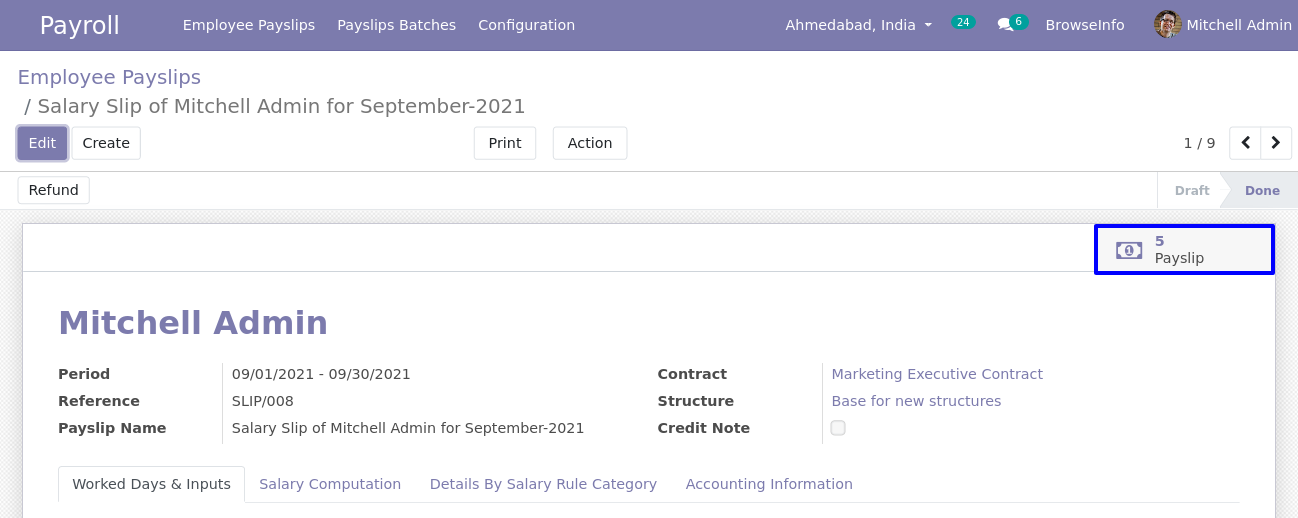 Payroll Employee Payslips Payslips Batches Configuration Ahmedabad, India 24 6 BrowseInfo Mitchell Admin
Employee Payslips
/ Salary Slip of Mitchell Admin for September-2021
Edit Create Print Action 1 / 9
Refund Draft Done
5
Payslip
Mitchell Admin
Period 09/01/2021 - 09/30/2021 Contract Marketing Executive Contract
Reference SLIP/008 Structure Base for new structures
Payslip Name Salary Slip of Mitchell Admin for September-2021 Credit Note
Worked Days & Inputs Salary Computation Details By Salary Rule Category Accounting Information